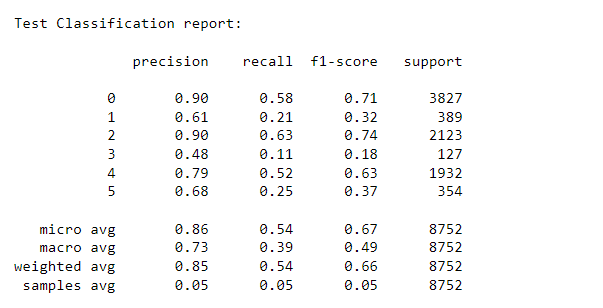 Test Classification report:
precision recall f1-score support
0 0.90 0.58 0.71 3827
1 0.61 0.21 0.32 389
2 0.90 0.63 0.74 2123
3 0.48 0.11 0.18 127
4 0.79 0.52 0.63 1932
5 0.68 0.25 0.37 354
micro avg 0.86 0.54 0.67 8752
macro avg 0.73 0.39 0.49 8752
weighted avg 0.85 0.54 0.66 8752
samples avg 0.05 0.05 0.05 8752